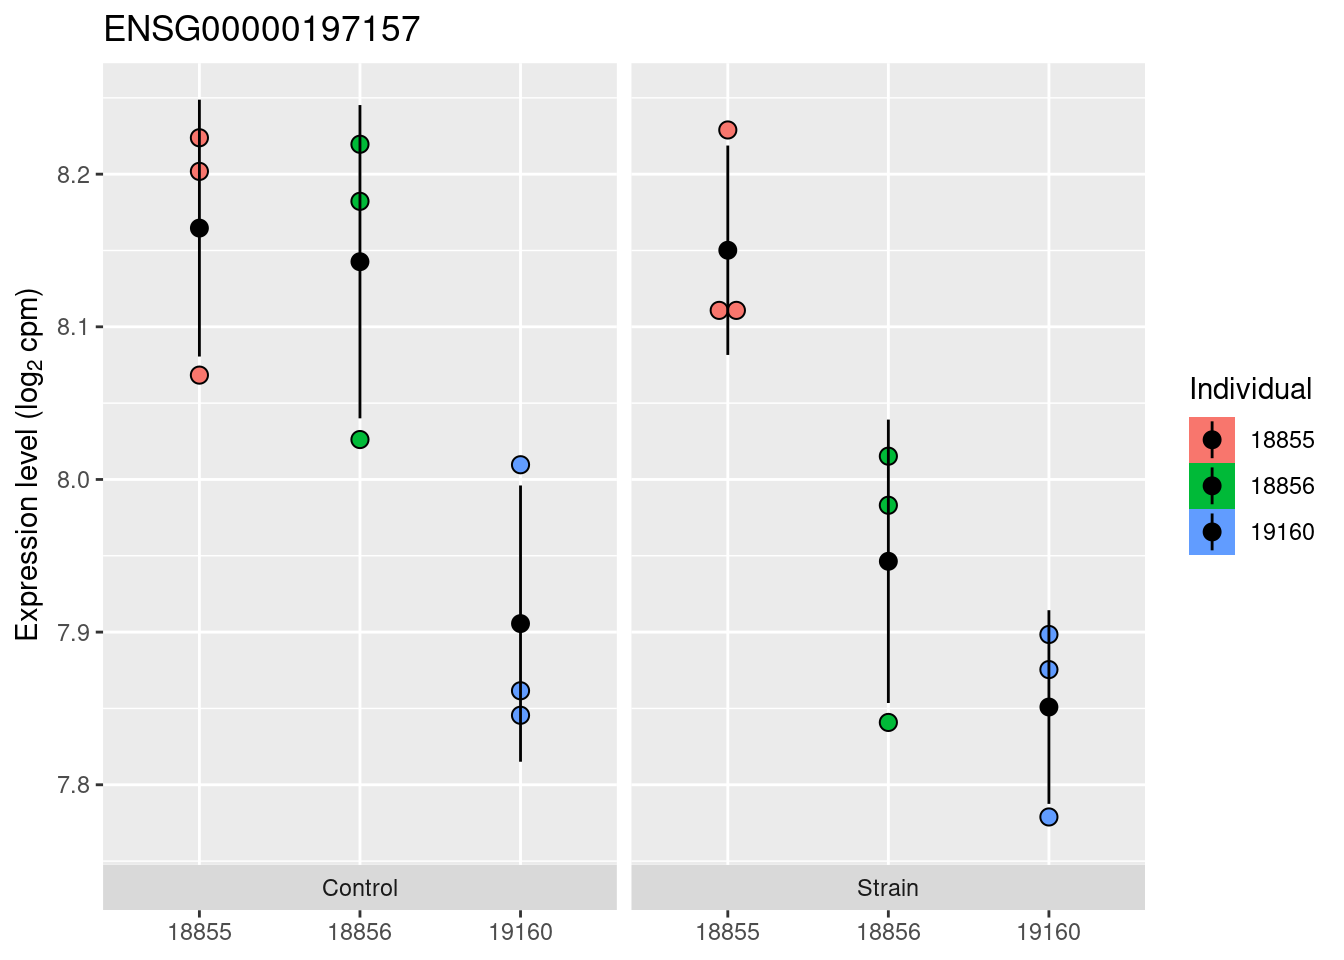 ENSG00000197157
Expression level (log₂ cpm)
8.2
8.1
8.0
7.9
7.8
Control
Strain
18855
18856
19160
18855
18856
19160
Individual
18855
18856
19160